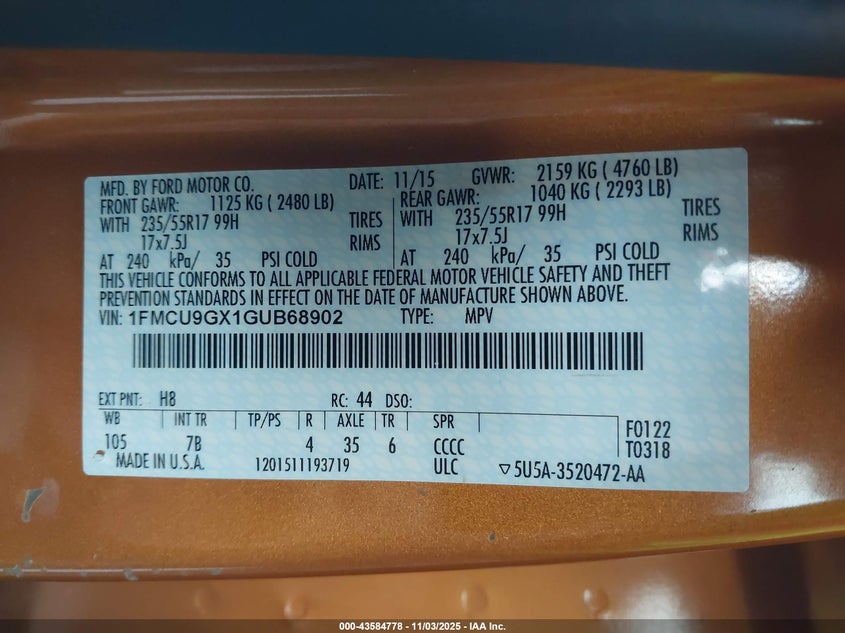 MFD. BY FORD MOTOR CO. DATE: 11/15 GVWR: 2159 KG ( 4760 LB)
FRONT GAWR: 1125 KG ( 2480 LB) REAR GAWR: 1040 KG ( 2293 LB)
WITH 235/55R17 99H TIRES WITH 235/55R17 99H TIRES
17x7.5J RIMS 17x7.5J RIMS
AT 240 kPa/ 35 PSI COLD AT 240 kPa/ 35 PSI COLD
THIS VEHICLE CONFORMS TO ALL APPLICABLE FEDERAL MOTOR VEHICLE SAFETY AND THEFT
PREVENTION STANDARDS IN EFFECT ON THE DATE OF MANUFACTURE SHOWN ABOVE.
VIN: 1FMCU9GX1GUB68902 TYPE: MPV
EXT PNT: H8 RC: 44 DSO:
WB INT TR TP/PS R AXLE TR SPR F0122
105 7B 4 35 6 CCCC T0318
MADE IN U.S.A. 1201511193719 ULC ▽5U5A-3520472-AA
000-43584778 - 11/03/2025 - IAA Inc.